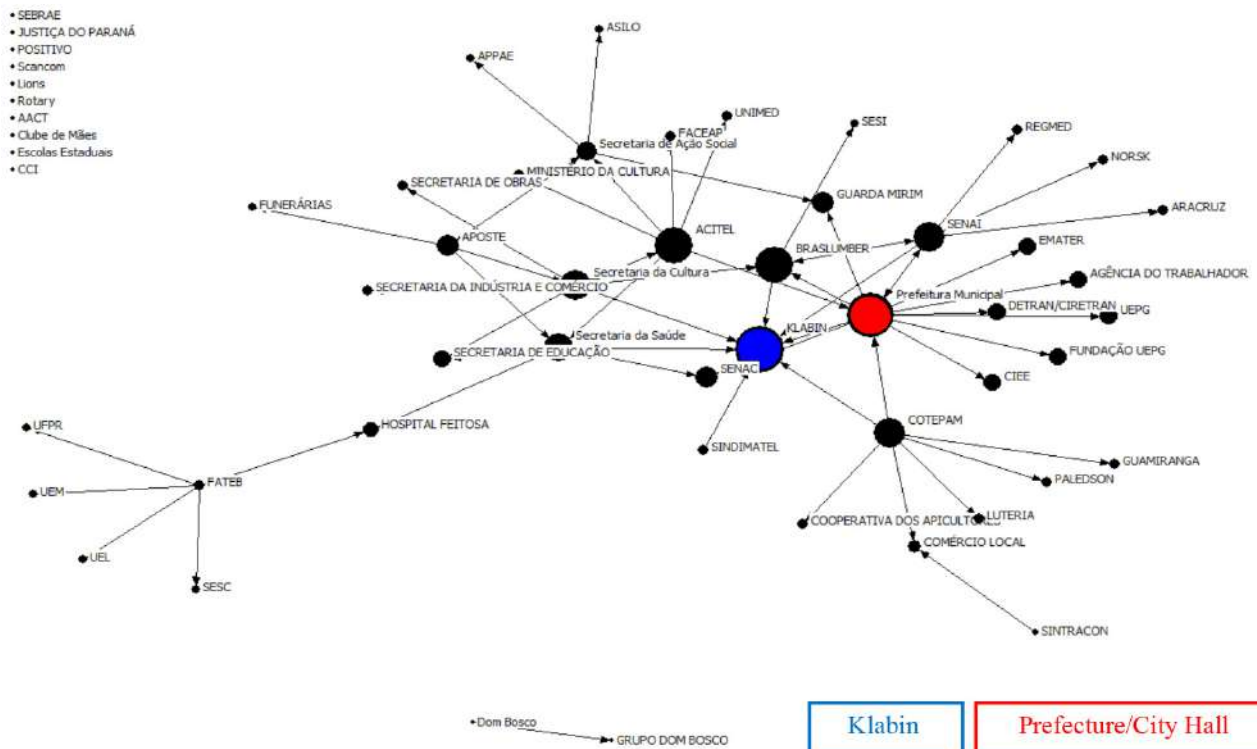 SEBRAE
JUSTIÇA DO PARANÁ
POSITIVO
Scancom
Lions
Rotary
AACT
Clube de Mães
Escolas Estaduais
CCI
ASILO
APPAE
UNIMED
FACEAP
SESI
REGMED
Secretaria de Ação Social
NORSK
MINISTÉRIO DA CULTURA
SECRETARIA DE OBRAS
GUARDA MIRIM
FUNERÁRIAS
ARACRUZ
SENAI
ACITEL
APOSTE
BRASLUMBER
EMATER
Secretaria da Cultura
AGÊNCIA DO TRABALHADOR
SECRETARIA DA INDÚSTRIA E COMÉRCIO
Prefeitura Municipal
DETRAN/CIRETRAN
UEPG
Secretaria da Saúde
KLABIN
SECRETARIA DE EDUCAÇÃO
FUNDAÇÃO UEPG
SENAC
CIEE
UFPR
HOSPITAL FEITOSA
COTEPAM
SINDIMATEL
GUAMIRANGA
FATEB
PALEDSON
UEM
LUTERIA
COOPERATIVA DOS APICULTORES
COMÉRCIO LOCAL
UEL
SESC
SINTRACON
Dom Bosco
GRUPO DOM BOSCO
Klabin
Prefecture/City Hall